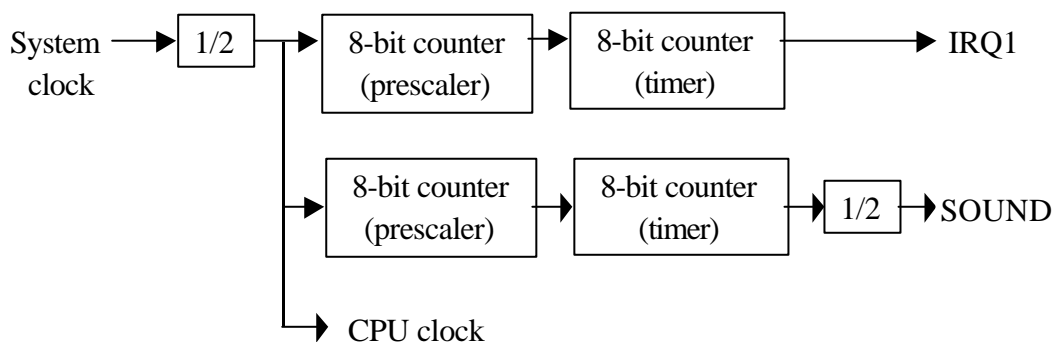 System
clock
1/2
8-bit counter
(prescaler)
8-bit counter
(timer)
IRQ1
8-bit counter
(prescaler)
8-bit counter
(timer)
1/2
SOUND
CPU clock